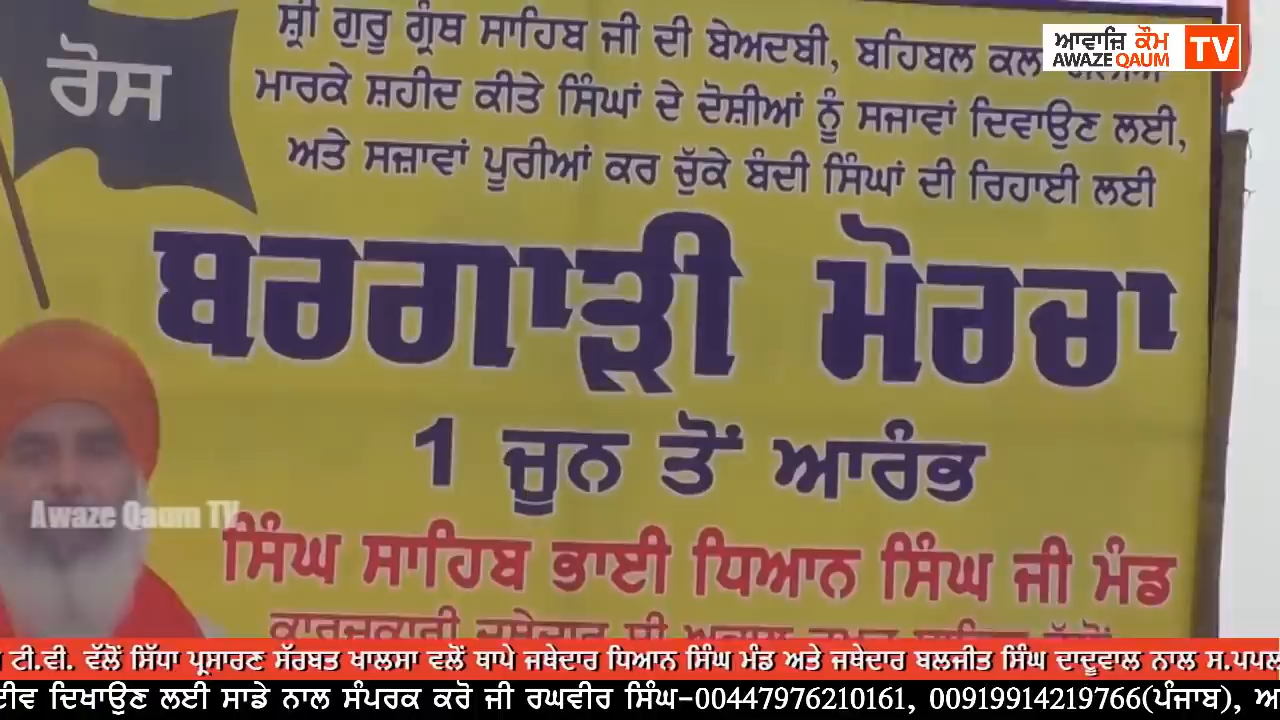 ਸ਼੍ਰੀ ਗੁਰੂ ਗ੍ਰੰਥ ਸਾਹਿਬ ਜੀ ਦੀ ਬੇਅਦਬੀ, ਬਹਿਬਲ
ਮਾਰਕੇ ਸ਼ਹੀਦ ਕੀਤੇ ਸਿੰਘਾਂ ਦੇ ਦੋਸ਼ੀਆਂ ਨੂੰ ਸਜਾਵਾਂ ਦਿਵਾਉਣ ਲਈ,
ਅਤੇ ਸਜ਼ਾਵਾਂ ਪੂਰੀਆਂ ਕਰ ਚੁੱਕੇ ਬੰਦੀ ਸਿੰਘਾਂ ਦੀ ਰਿਹਾਈ ਲਈ
ਰੋਸ
ਆਵਾਜ਼ਿ ਕੌਮ
AWAZE QAUM TV
ਬਰਗਾੜੀ ਮੋਰਚਾ
1 ਜੂਨ ਤੋਂ ਆਰੰਭ
Awaze Qaum TV
ਸਿੰਘ ਸਾਹਿਬ ਭਾਈ ਧਿਆਨ ਸਿੰਘ ਜੀ ਮੰਡ
ਟੀ.ਵੀ. ਵੱਲੋਂ ਸਿੱਧਾ ਪ੍ਰਸਾਰਣ ਸੱਰਬਤ ਖਾਲਸਾ ਵਲੋਂ ਥਾਪੇ ਜਥੇਦਾਰ ਧਿਆਨ ਸਿੰਘ ਮੰਡ ਅਤੇ ਜਥੇਦਾਰ ਬਲਜੀਤ ਸਿੰਘ ਦਾਦੂਵਾਲ ਨਾਲ
ਦਿਖਾਉਣ ਲਈ ਸਾਡੇ ਨਾਲ ਸੰਪਰਕ ਕਰੋ ਜੀ ਰਘਵੀਰ ਸਿੰਘ-00447976210161, 00919914219766(ਪੰਜਾਬ),